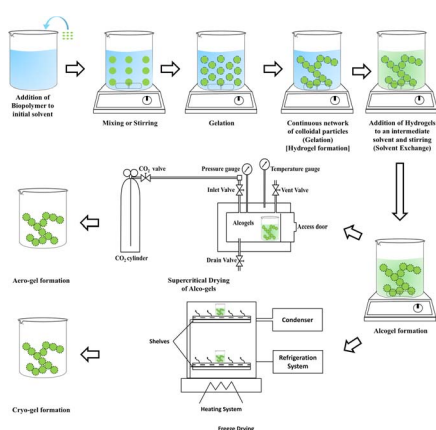 Addition of
Biopolymer to
initial solvent
Mixing or Stirring
Gelation
Continuous network
of colloidal particles
(Gelation)
[Hydrogel formation]
Addition of Hydrogels
to an intermediate
solvent and stirring
(Solvent Exchange)
CO₂ valve
Pressure gauge
Temperature gauge
Inlet Valve
Vent Valve
Alcogels
Access door
Drain Valve
CO₂ cylinder
Supercritical Drying
of Alco-gels
Aero-gel formation
Alcogel formation
Condenser
Shelves
Refrigeration
System
Heating System
Cryo-gel formation
Freeze Drying